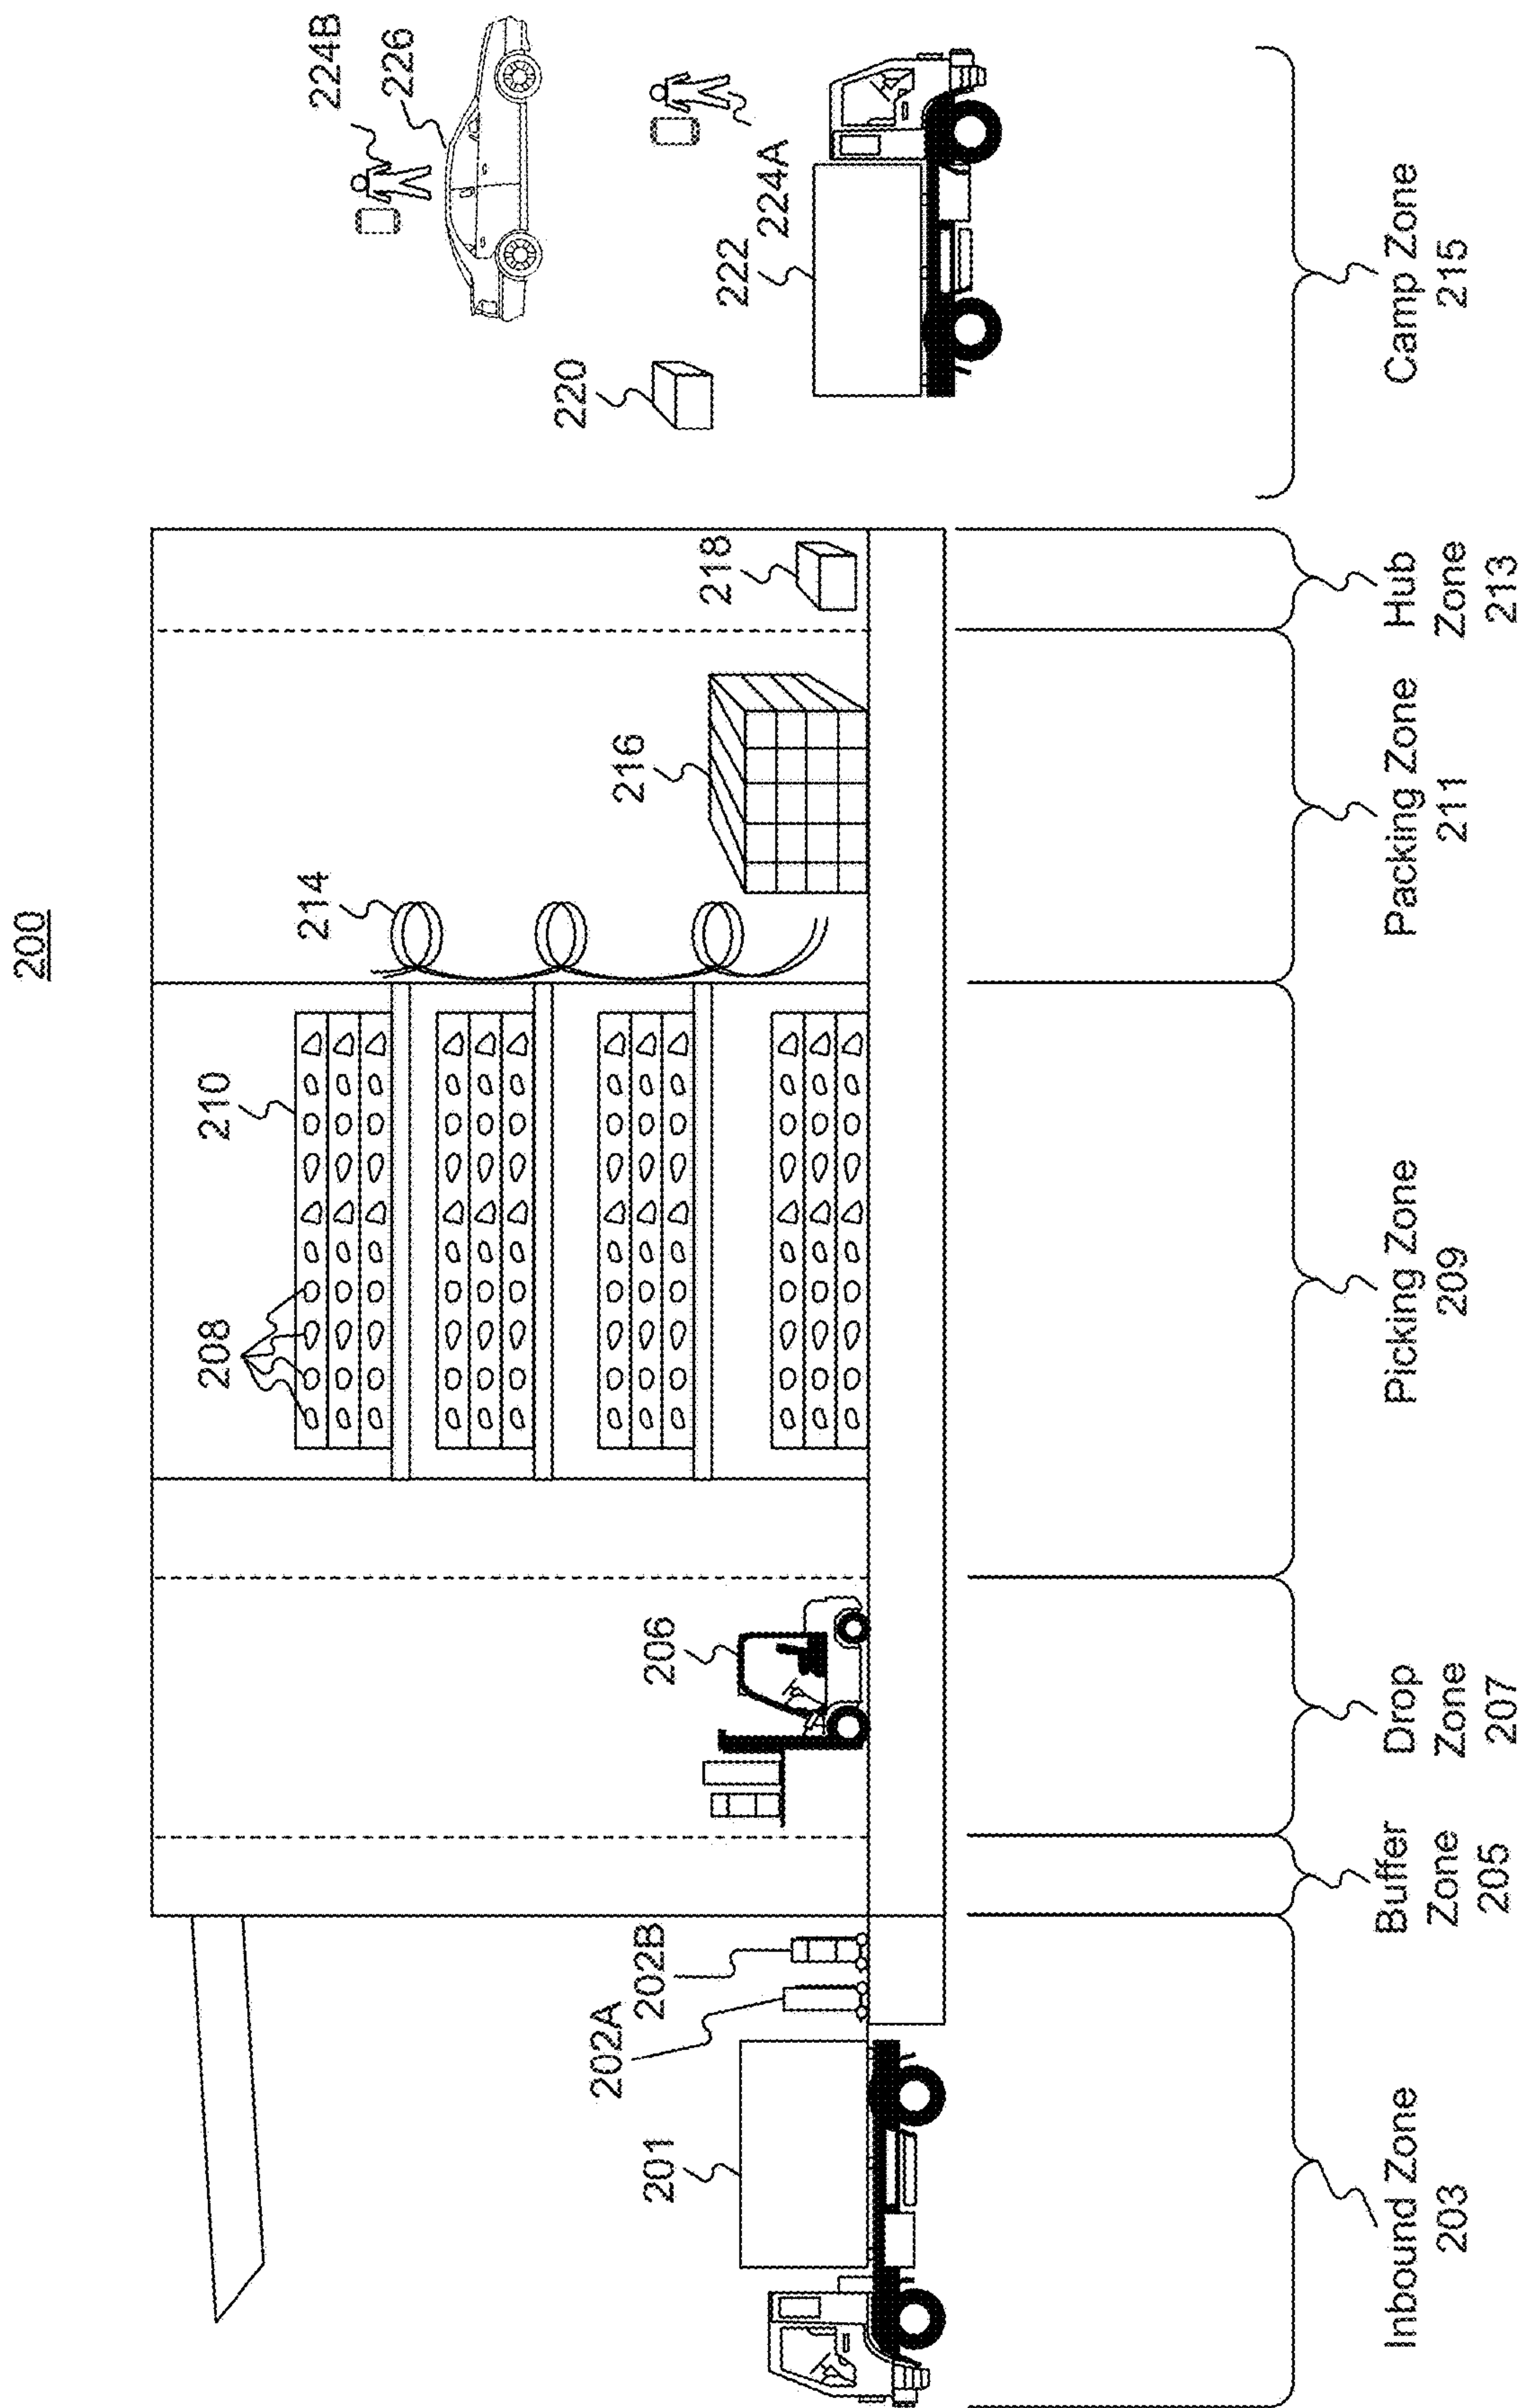 200
201
202A
202B
206
208
210
214
216
218
220
222
224A
224B
226
Inbound Zone
203
Buffer
Zone
205
Drop
Zone
207
Picking Zone
209
Packing Zone
211
Hub
Zone
213
Camp Zone
215